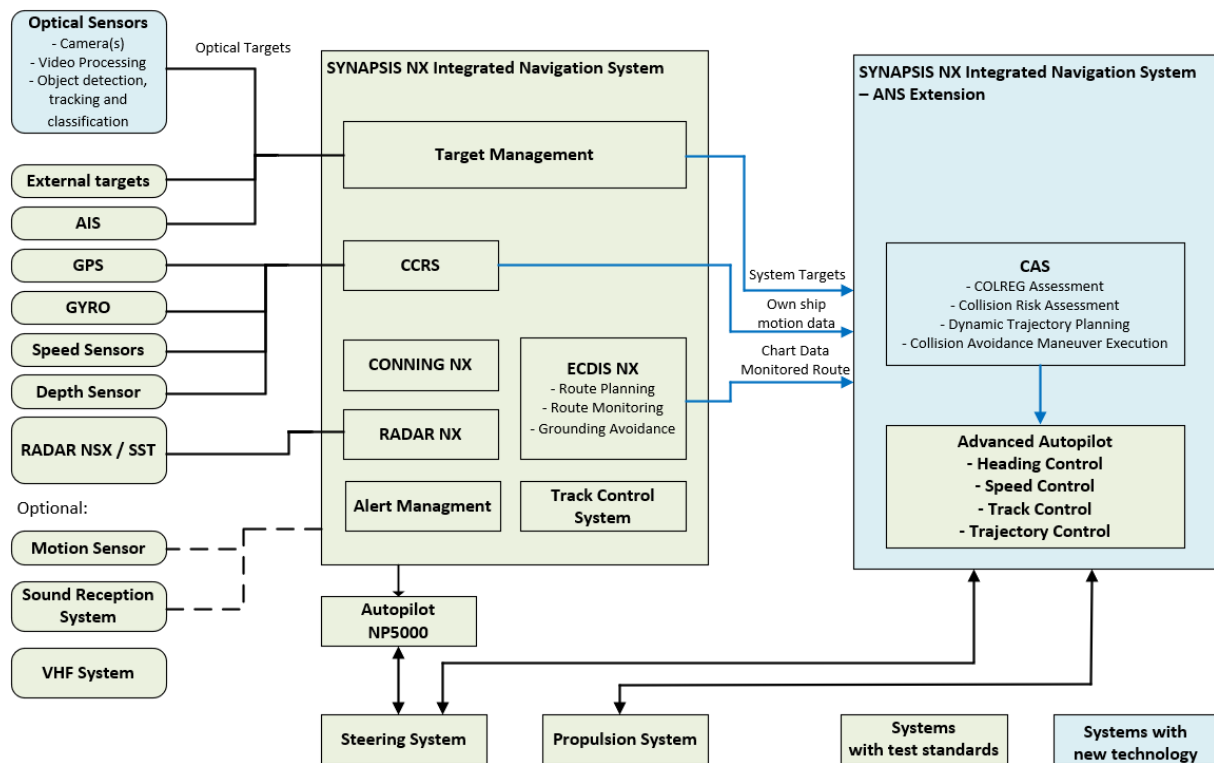 Optical Sensors
- Camera(s)
- Video Processing
- Object detection,
tracking and
classification
Optical Targets
External targets
AIS
GPS
GYRO
Speed Sensors
Depth Sensor
RADAR NSX / SST
Optional:
Motion Sensor
Sound Reception
System
VHF System
SYNAPSIS NX Integrated Navigation System
Target Management
CCRS
CONNING NX
RADAR NX
ECDIS NX
- Route Planning
- Route Monitoring
- Grounding Avoidance
Alert Managment
Track Control
System
Autopilot
NP5000
Steering System
Propulsion System
System Targets
Own ship
motion data
Chart Data
Monitored Route
SYNAPSIS NX Integrated Navigation System
– ANS Extension
CAS
- COLREG Assessment
- Collision Risk Assessment
- Dynamic Trajectory Planning
- Collision Avoidance Maneuver Execution
Advanced Autopilot
- Heading Control
- Speed Control
- Track Control
- Trajectory Control
Systems
with test standards
Systems with
new technology